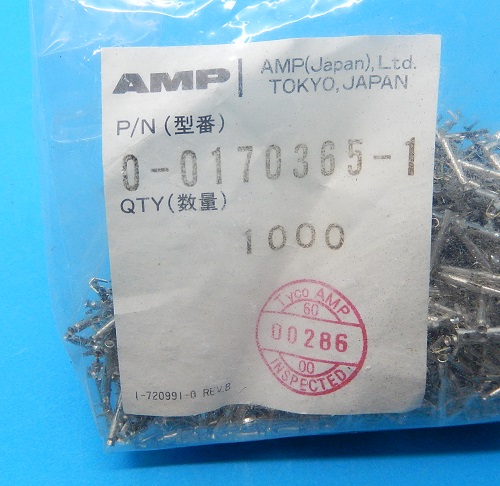 AMP
AMP(Japan), Ltd.
TOKYO, JAPAN
P/N (型番)
0-0170365-1
QTY (数量)
1000
Tyco AMP
60
00286
00
INSPECTED
1-720991-0 REV.B